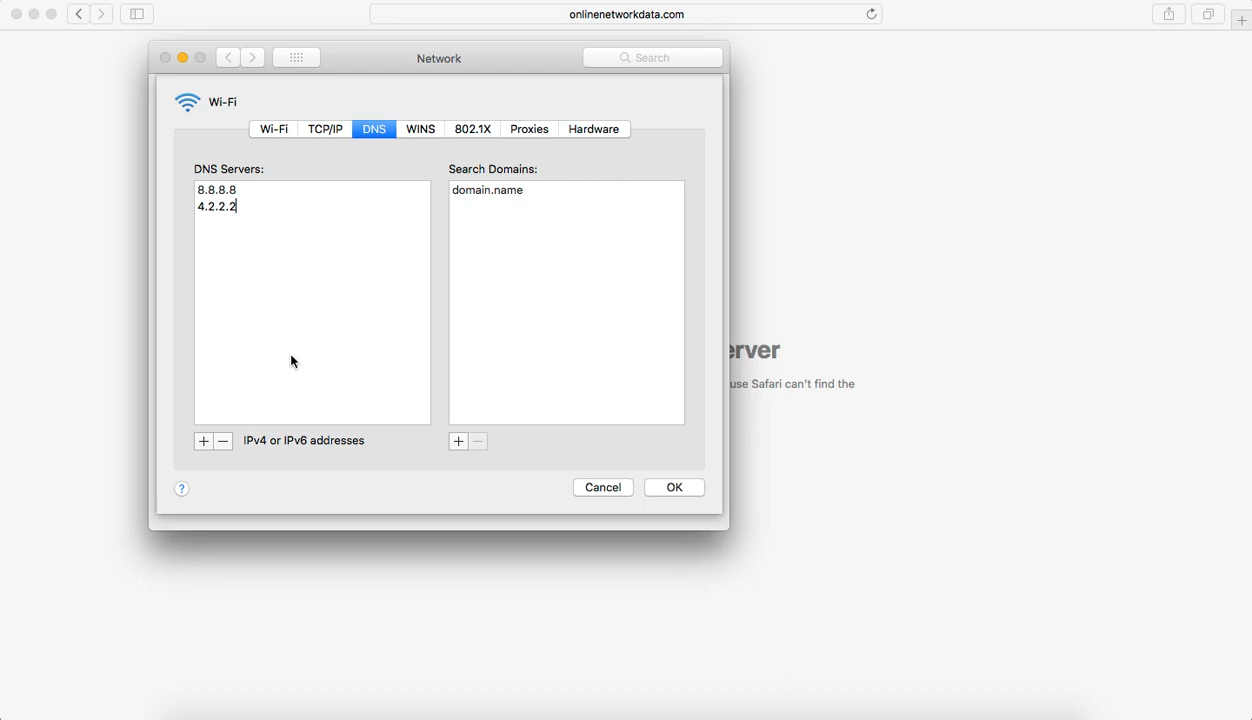 onlinenetworkdata.com
Network
Search
Wi-Fi
Wi-Fi TCP/IP DNS WINS 802.1X Proxies Hardware
DNS Servers:
8.8.8.8
4.2.2.2
IPv4 or IPv6 addresses
Search Domains:
domain.name
? Cancel OK
use Safari can't find the